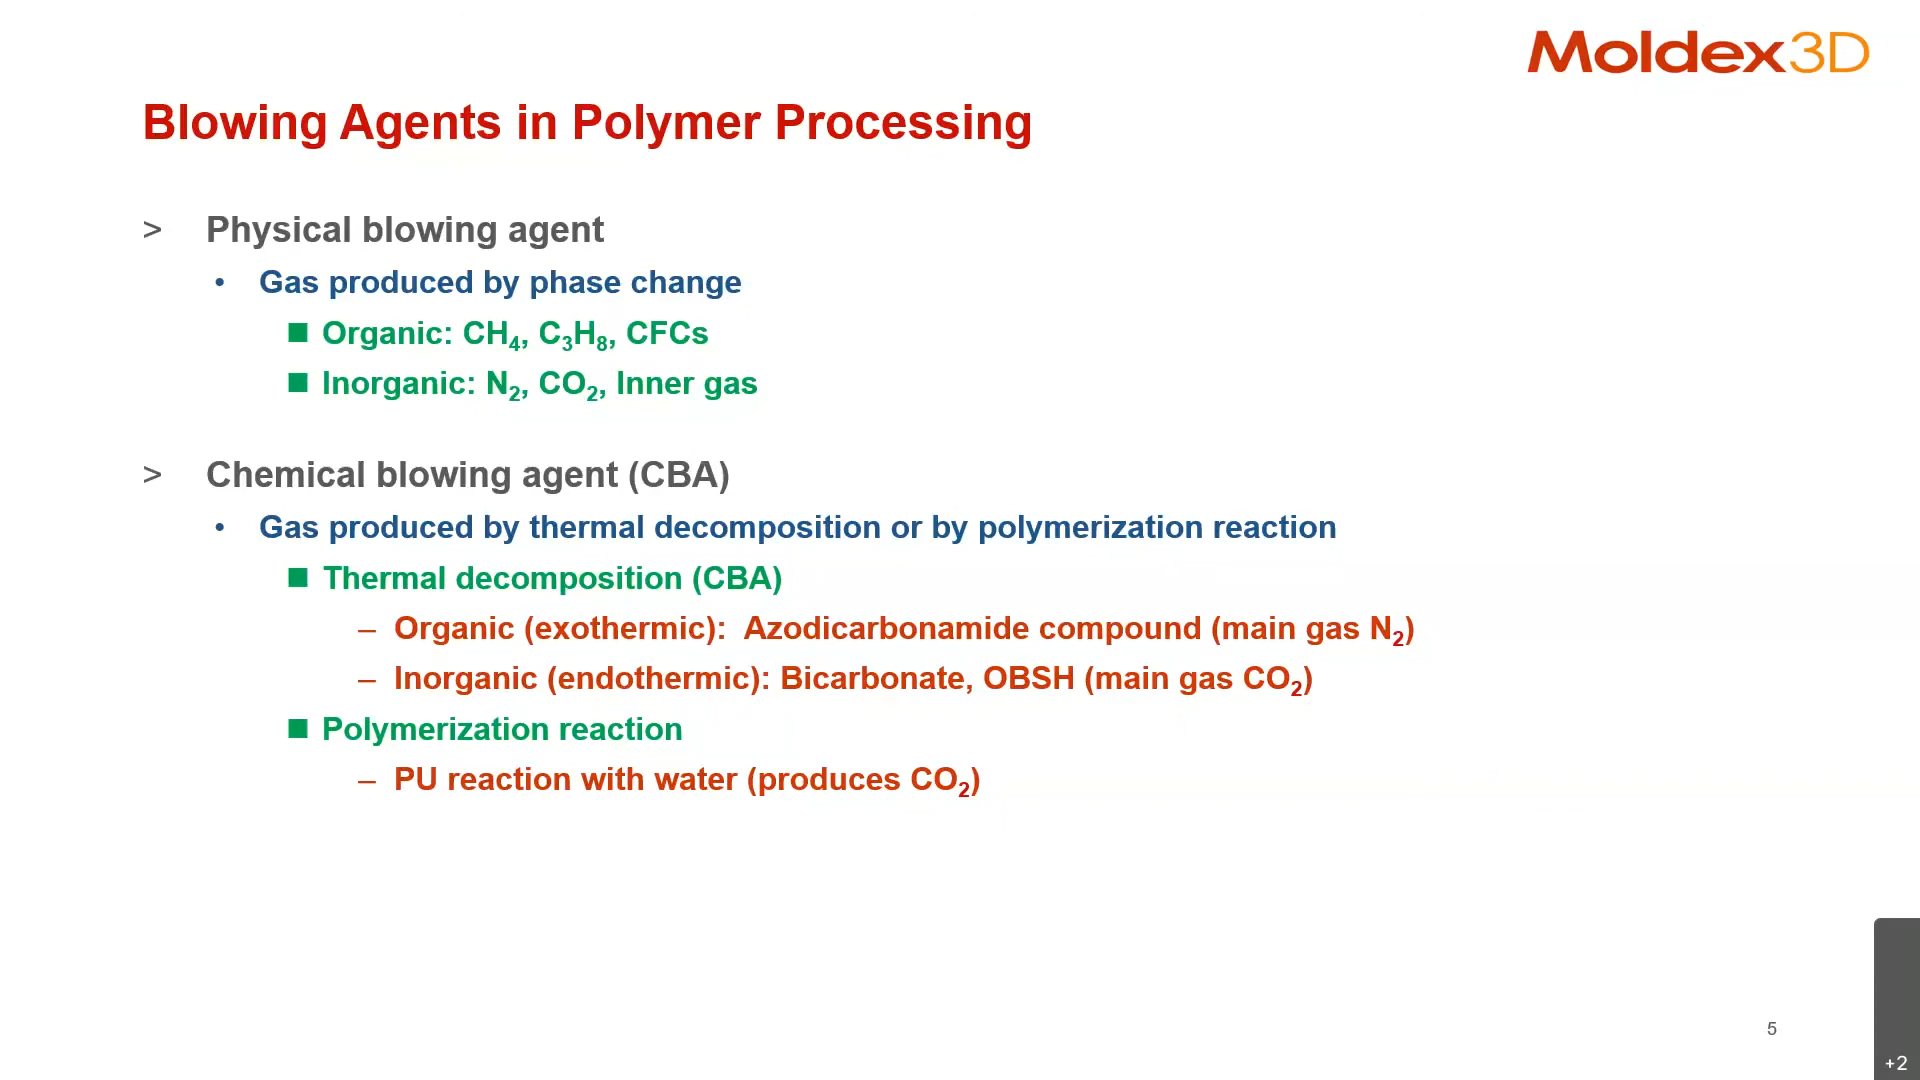 Moldex3D
Blowing Agents in Polymer Processing
> Physical blowing agent
• Gas produced by phase change
■ Organic: CH₄, C₃H₈, CFCs
■ Inorganic: N₂, CO₂, Inner gas
> Chemical blowing agent (CBA)
• Gas produced by thermal decomposition or by polymerization reaction
■ Thermal decomposition (CBA)
– Organic (exothermic): Azodicarbonamide compound (main gas N₂)
– Inorganic (endothermic): Bicarbonate, OBSH (main gas CO₂)
■ Polymerization reaction
– PU reaction with water (produces CO₂)
5
+2